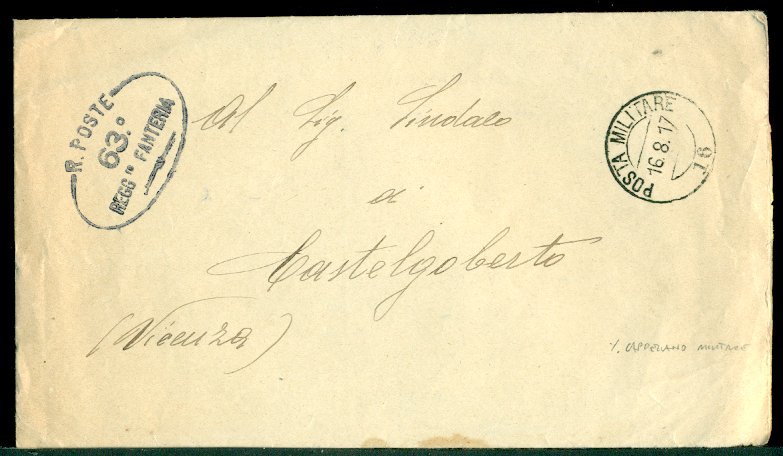 R. POSTE
63.º
REGG.TO FANTERIA
POSTA MILITARE
16.8.17
16
Al Sig. Sindaco
di
Castelgoberto
(Vicenza)
CAPPELLANO MILITARE